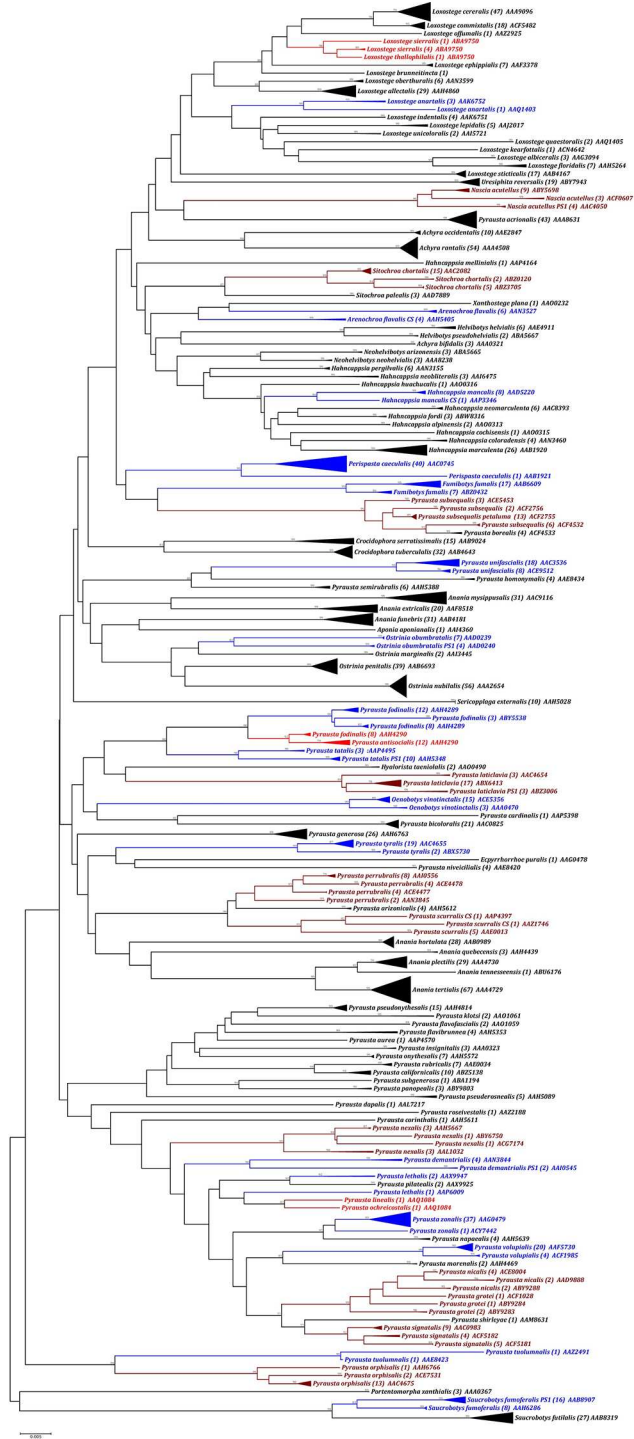 Loxostege cereralis (47) AAA9096
Loxostege commixtalis (18) ACF5482
Loxostege offumalis (1) AAZ2925
Loxostege sierralis (1) ABA9750
Loxostege sierralis (4) ABA9750
Loxostege thallophilalis (1) ABA9750
Loxostege ephippialis (7) AAF3378
Loxostege brunneitincta (1)
Loxostege oberthuralis (6) AAN3599
Loxostege allectalis (29) AAH4860
Loxostege anartalis (3) AAK6752
Loxostege anartalis (1) AAQ1403
Loxostege indentalis (4) AAK6751
Loxostege lepidalis (5) AAJ2017
Loxostege unicoloralis (2) AAI5721
Loxostege quaestoralis (2) AAQ1405
Loxostege kearfottalis (1) ACN4642
Loxostege albiceralis (3) AAG3094
Loxostege floridalis (7) AAH5264
Loxostege sticticalis (17) AAB4167
Uresiphita reversalis (19) ABY7943
Nascia acutellus (9) ABY5698
Nascia acutellus (3) ACF0607
Nascia acutellus PS1 (4) AAC4050
Pyrausta acrionalis (43) AAA8631
Achyra occidentalis (10) AAE2847
Achyra rantalis (54) AAA4508
Hahncappsia mellinialis (1) AAP4164
Sitochroa chortalis (15) AAC2082
Sitochroa chortalis (2) ABZ0120
Sitochroa chortalis (5) ABZ3705
Sitochroa palealis (3) AAD7889
Xanthostege plana (1) AAO0232
Arenochroa flavalis (6) AAN3527
Arenochroa flavalis CS (4) AAH5405
Helvibotys helvialis (6) AAE4911
Helvibotys pseudohelvialis (2) ABA5667
Achyra bifidalis (3) AAA0321
Neohelvibotys arizonensis (3) ABA5665
Neohelvibotys neohelvialis (3) AAA8238
Hahncappsia pergilvalis (6) AAN3155
Hahncappsia neobliteralis (3) AAI6475
Hahncappsia huachucalis (1) AAO0316
Hahncappsia mancalis (8) AAD5220
Hahncappsia mancalis CS (1) AAP3346
Hahncappsia neomarculenta (6) AAC8393
Hahncappsia fordi (3) ABW8316
Hahncappsia alpinensis (2) AAO0313
Hahncappsia cochisensis (1) AAO0315
Hahncappsia coloradensis (4) AAN3460
Hahncappsia marculenta (26) AAB1920
Perispasta caeculalis (40) AAC0745
Perispasta caeculalis (1) AAB1921
Fumibotys fumalis (17) AAB6609
Fumibotys fumalis (7) ABZ0432
Pyrausta subsequalis (3) ACE5453
Pyrausta subsequalis (2) ACF2756
Pyrausta subsequalis petaluma (13) ACF2755
Pyrausta subsequalis (6) ACF4532
Pyrausta borealis (4) ACF4533
Crocidophora serratissimalis (15) AAB9024
Crocidophora tuberculalis (32) AAB4643
Pyrausta unifascialis (18) AAC3536
Pyrausta unifascialis (8) ACE9512
Pyrausta homonymalis (4) AAE8434
Pyrausta semirubralis (6) AAH5388
Anania mysippusalis (31) AAC9116
Anania extricalis (20) AAF8518
Anania funebris (31) AAB4181
Aponia aponianalis (1) AAI4360
Ostrinia obumbratalis (7) AAD0239
Ostrinia obumbratalis PS1 (4) AAD0240
Ostrinia marginalis (2) AAI3445
Ostrinia penitalis (39) AAB6693
Ostrinia nubilalis (56) AAA2654
Sericoplaga externalis (10) AAH5028
Pyrausta fodinalis (12) AAH4289
Pyrausta fodinalis (3) ABY5538
Pyrausta fodinalis (8) AAH4289
Pyrausta fodinalis (8) AAH4290
Pyrausta antisocialis (12) AAH4290
Pyrausta tatalis (3) :AAP4495
Pyrausta tatalis PS1 (10) AAH5348
Hyalorista taeniolalis (2) AAO0490
Pyrausta laticlavia (3) AAC4654
Pyrausta laticlavia (17) ABX6413
Pyrausta laticlavia PS1 (3) ABZ3006
Oenobotys vinotinctalis (15) ACE5356
Oenobotys vinotinctalis (3) AAA0470
Pyrausta cardinalis (1) AAP5398
Pyrausta bicoloralis (21) AAC0825
Pyrausta generosa (26) AAH6763
Pyrausta tyralis (19) AAC4655
Pyrausta tyralis (2) ABX5730
Ecpyrrhorrhoe puralis (1) AAG0478
Pyrausta niveicilialis (4) AAE8420
Pyrausta perrubralis (8) AAI0556
Pyrausta perrubralis (4) ACE4478
Pyrausta perrubralis (4) ACE4477
Pyrausta perrubralis (2) AAN3845
Pyrausta arizonicalis (4) AAH5612
Pyrausta scurralis CS (1) AAP4397
Pyrausta scurralis CS (1) AAZ1746
Pyrausta scurralis (5) AAE0013
Anania hortulata (28) AAB0989
Anania quebecensis (3) AAH4439
Anania plectilis (29) AAA4730
Anania tennesseensis (1) ABU6176
Anania tertialis (67) AAA4729
Pyrausta pseudonythesalis (15) AAH4814
Pyrausta klotsi (2) AAO1061
Pyrausta flavofascialis (2) AAO1059
Pyrausta flavibrunnea (4) AAH5353
Pyrausta aurea (1) AAP4570
Pyrausta insignitalis (3) AAA0323
Pyrausta onythesalis (7) AAH5572
Pyrausta rubricalis (7) AAE0034
Pyrausta californicalis (10) ABZ5138
Pyrausta subgenerosa (1) ABA1194
Pyrausta panopealis (3) ABY9803
Pyrausta pseuderosnealis (5) AAH5089
Pyrausta dapalis (1) AAL7217
Pyrausta roseivestalis (1) AAZ2188
Pyrausta corinthalis (1) AAH5611
Pyrausta nexalis (3) AAH5667
Pyrausta nexalis (1) ABY6750
Pyrausta nexalis (1) ACG7174
Pyrausta nexalis (3) AAL1032
Pyrausta demantrialis (4) AAN3844
Pyrausta demantrialis PS1 (2) AAI0545
Pyrausta lethalis (2) AAX9947
Pyrausta pilatealis (2) AAX9925
Pyrausta lethalis (1) AAP6009
Pyrausta linealis (1) AAQ1084
Pyrausta ochreicostalis (1) AAQ1084
Pyrausta zonalis (37) AAG0479
Pyrausta zonalis (1) ACY7442
Pyrausta napaealis (4) AAH5639
Pyrausta volupialis (20) AAF5730
Pyrausta volupialis (4) ACF1985
Pyrausta morenalis (2) AAH4469
Pyrausta nicalis (4) ACE8004
Pyrausta nicalis (2) AAD9888
Pyrausta nicalis (2) ABY9288
Pyrausta grotei (1) ACF1028
Pyrausta grotei (1) ABY9284
Pyrausta grotei (2) ABY9283
Pyrausta shirleyae (1) AAM8631
Pyrausta signatalis (9) AAC0983
Pyrausta signatalis (4) ACF5182
Pyrausta signatalis (5) ACF5181
Pyrausta tuolumnalis (1) AAZ2491
Pyrausta tuolumnalis (1) AAE8423
Pyrausta orphisalis (1) AAH6766
Pyrausta orphisalis (2) ACE7531
Pyrausta orphisalis (13) AAC4675
Portentomorpha xanthialis (3) AAA0367
Saucrobotys fumoferalis PS1 (16) AAB8907
Saucrobotys fumoferalis (8) AAH6286
Saucrobotys futilalis (27) AAB8319
0.005